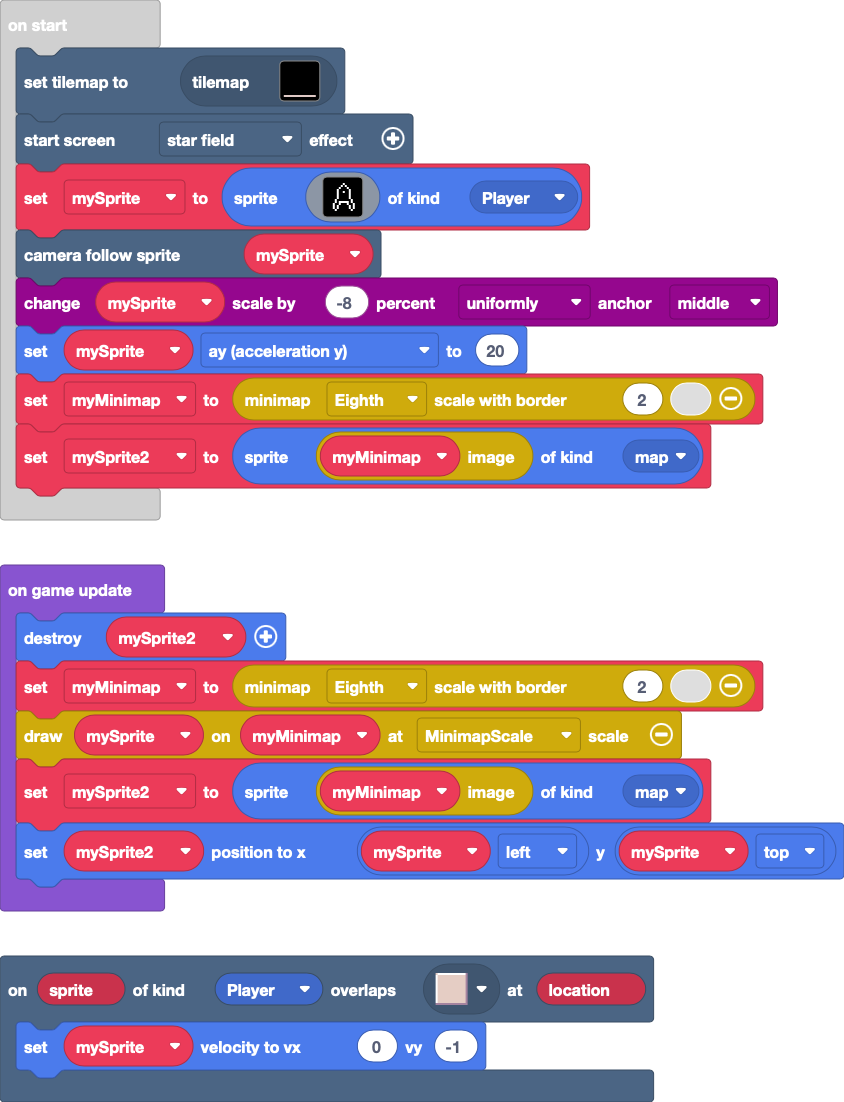 on start
set tilemap to tilemap
start screen star field effect
set mySprite to sprite of kind Player
camera follow sprite mySprite
change mySprite scale by -8 percent uniformly anchor middle
set mySprite ay (acceleration y) to 20
set myMinimap to minimap Eighth scale with border 2
set mySprite2 to sprite myMinimap image of kind map
on game update
destroy mySprite2
set myMinimap to minimap Eighth scale with border 2
draw mySprite on myMinimap at MinimapScale scale
set mySprite2 to sprite myMinimap image of kind map
set mySprite2 position to x mySprite left y mySprite top
on sprite of kind Player overlaps at location
set mySprite velocity to vx 0 vy -1